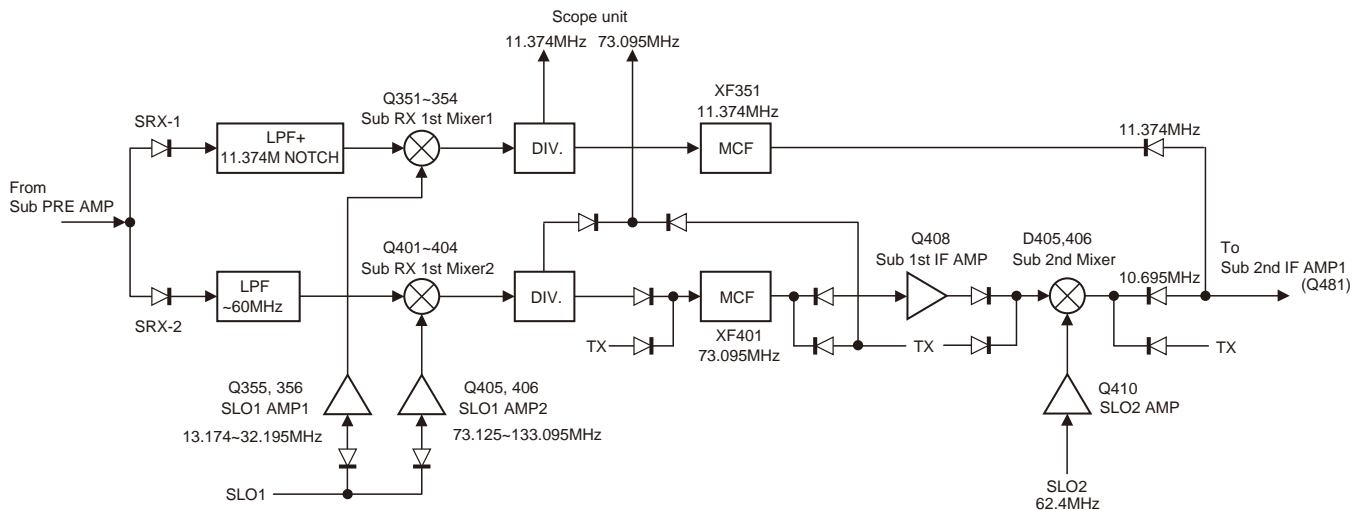 Scope unit
11.374MHz
73.095MHz
Q351~354
Sub RX 1st Mixer1
XF351
11.374MHz
SRX-1
LPF+
11.374M NOTCH
DIV.
MCF
11.374MHz
From
Sub PRE AMP
Q401~404
Sub RX 1st Mixer2
Q408
Sub 1st IF AMP
D405,406
Sub 2nd Mixer
To
Sub 2nd IF AMP1
(Q481)
10.695MHz
LPF
~60MHz
DIV.
MCF
SRX-2
TX
XF401
73.095MHz
TX
TX
Q355, 356
SLO1 AMP1
13.174~32.195MHz
Q405, 406
SLO1 AMP2
73.125~133.095MHz
Q410
SLO2 AMP
SLO1
SLO2
62.4MHz